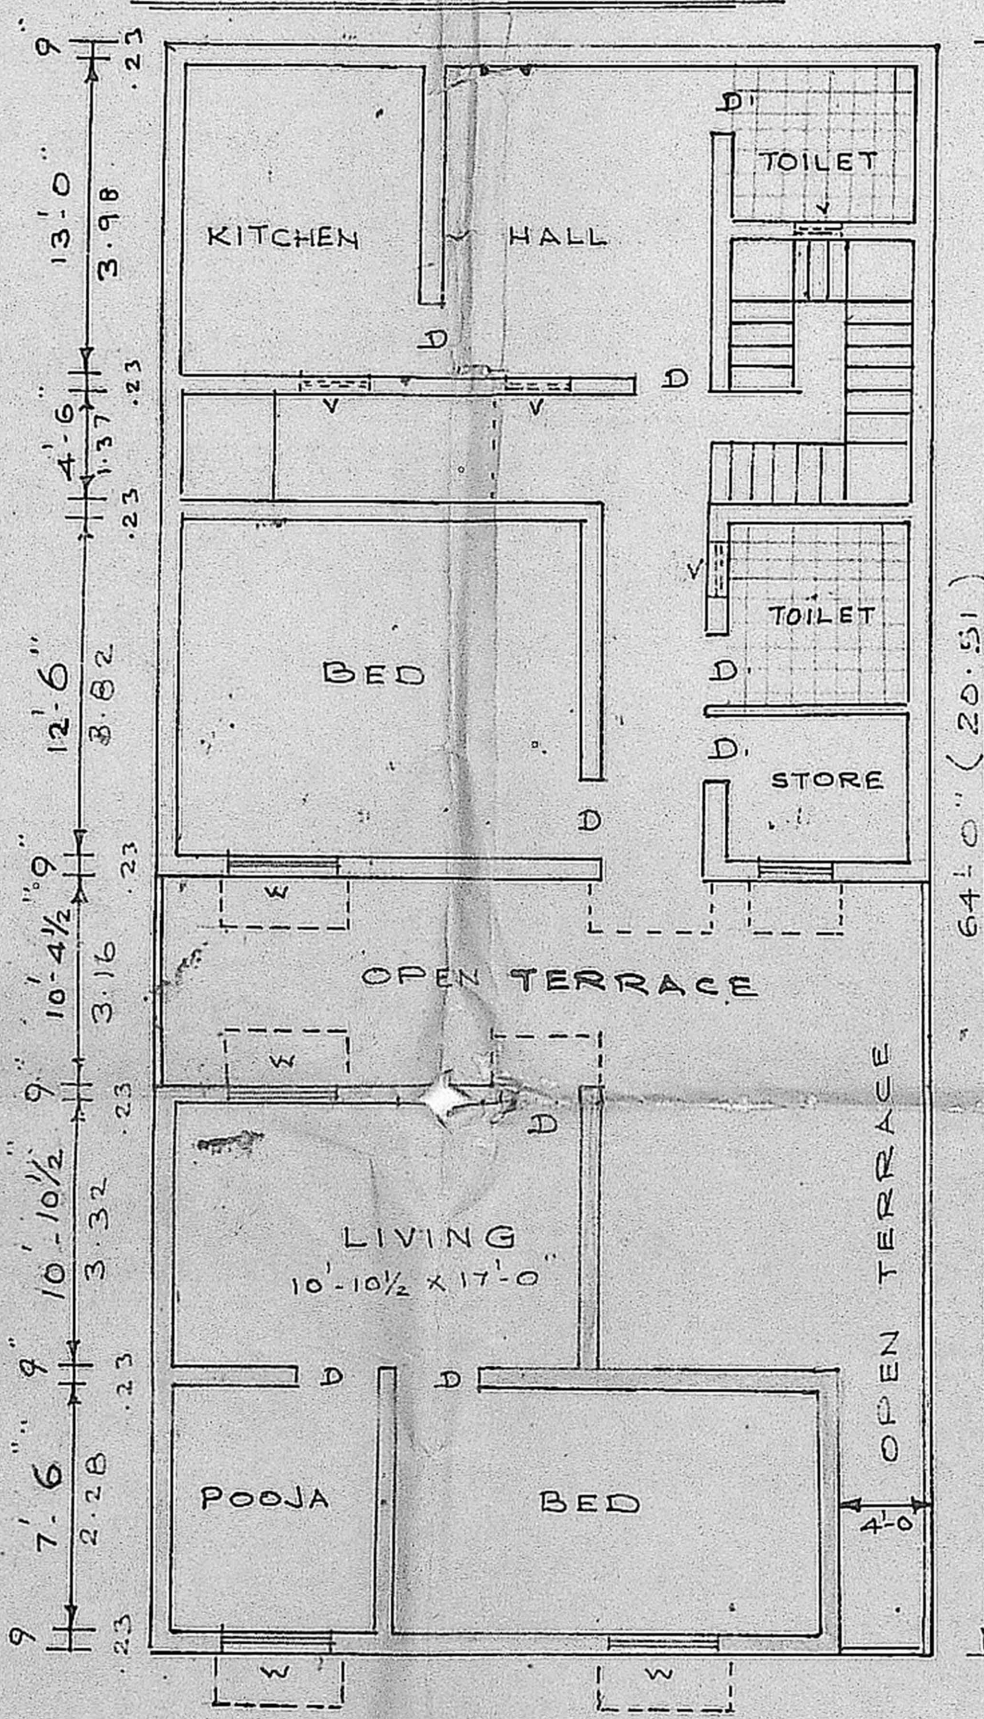 9"
.23
13'-0"
3.98
KITCHEN
HALL
D
TOILET
V
D
D
.23
V
V
4'-6"
1.37
.23
BED
V
TOILET
12'-6"
3.82
D
D
STORE
D
64'-0" (20.51)
9"
.23
W
10'-4½"
3.16
OPEN TERRACE
W
9"
.23
D
OPEN TERRACE
10'-10½"
3.32
LIVING
10'-10½ x 17'-0"
9"
.23
D
D
7'-6"
2.28
POOJA
BED
4'-0
9
.23
W
W